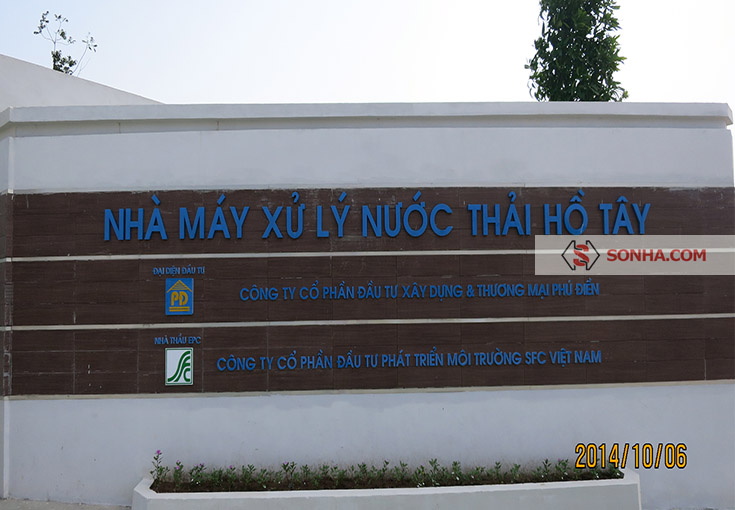 NHÀ MÁY XỬ LÝ NƯỚC THẢI HỒ TÂY
SONHA.COM
ĐẠI DIỆN ĐẦU TƯ
PD
CÔNG TY CỔ PHẦN ĐẦU TƯ XÂY DỰNG & THƯƠNG MẠI PHÚ ĐIỀN
NHÀ THẦU EPC
SFC
CÔNG TY CỔ PHẦN ĐẦU TƯ PHÁT TRIỂN MÔI TRƯỜNG SFC VIỆT NAM
2014/10/06